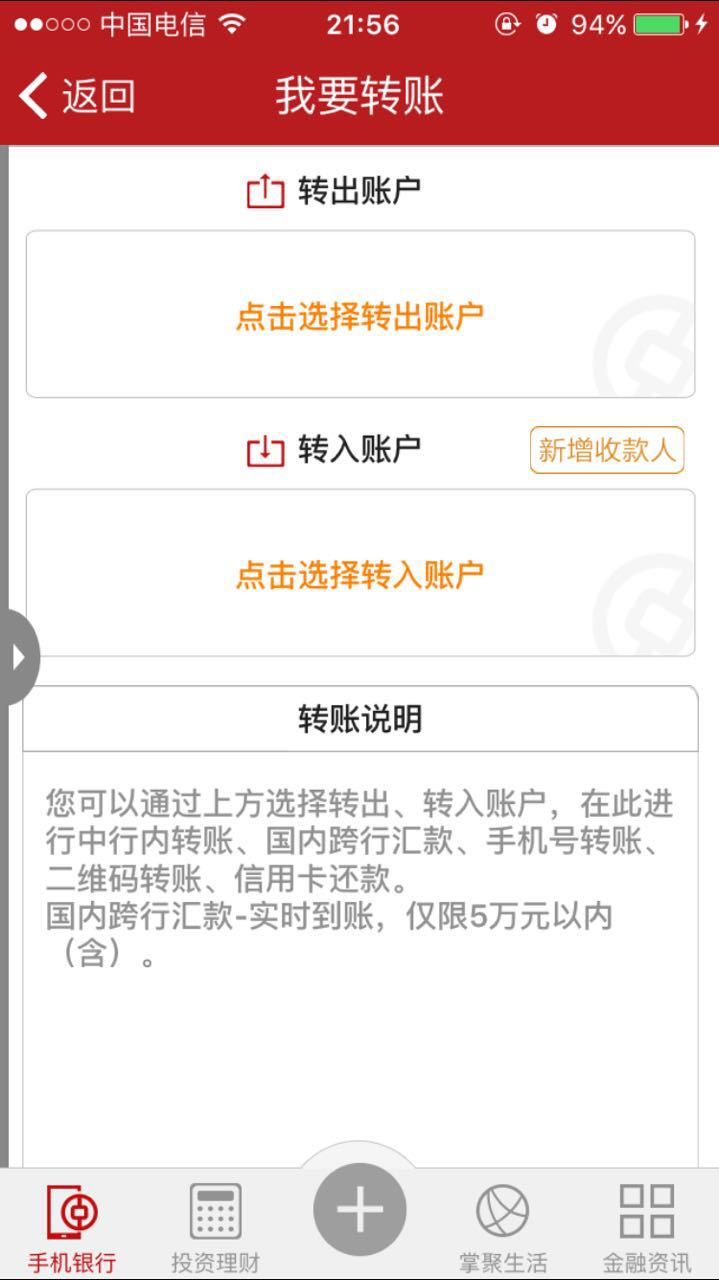 中国电信 21:56 94%
返回 我要转账
转出账户
点击选择转出账户
转入账户 新增收款人
点击选择转入账户
转账说明
您可以通过上方选择转出、转入账户，在此进
行中行内转账、国内跨行汇款、手机号转账、
二维码转账、信用卡还款。
国内跨行汇款-实时到账，仅限5万元以内
（含）。
手机银行 投资理财 掌聚生活 金融资讯